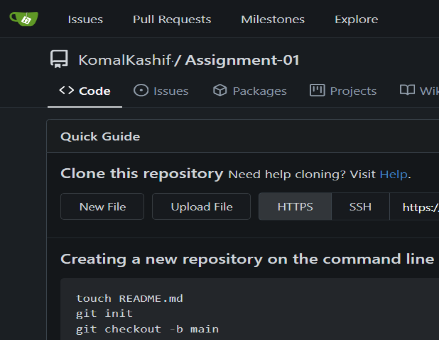 Issues Pull Requests Milestones Explore
KomalKashif / Assignment-01
Code Issues Packages Projects
Quick Guide
Clone this repository Need help cloning? Visit Help.
New File Upload File HTTPS SSH https:/
Creating a new repository on the command line
touch README.md
git init
git checkout -b main